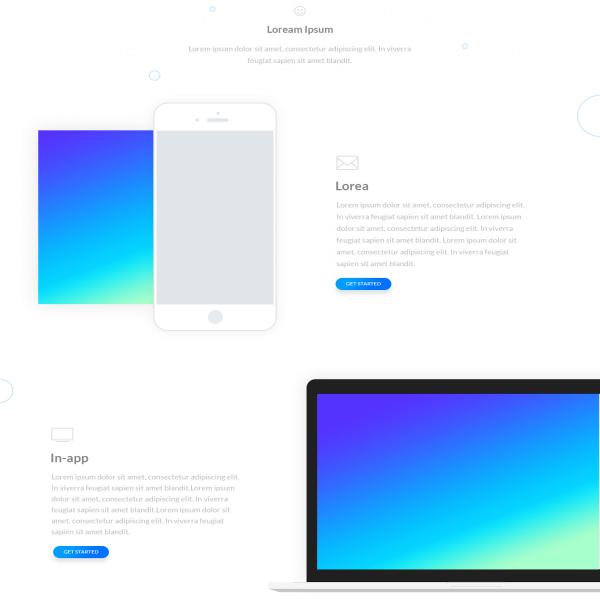 Loream Ipsum
Lorem ipsum dolor sit amet, consectetur adipiscing elit. In viverra
feugiat sapien sit amet blandit.
Lorea
Lorem ipsum dolor sit amet, consectetur adipiscing elit.
In viverra feugiat sapien sit amet blandit. Lorem ipsum
dolor sit amet, consectetur adipiscing elit. In viverra
feugiat sapien sit amet blandit. Lorem ipsum dolor sit
amet, consectetur adipiscing elit. In viverra feugiat
sapien sit amet blandit.
GET STARTED
In-app
Lorem ipsum dolor sit amet, consectetur adipiscing elit.
In viverra feugiat sapien sit amet blandit.Lorem ipsum
dolor sit amet, consectetur adipiscing elit. In viverra
feugiat sapien sit amet blandit.Lorem ipsum dolor sit
amet, consectetur adipiscing elit. In viverra feugiat
sapien sit amet blandit.
GET STARTED